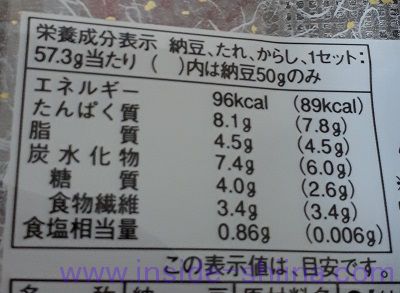 栄養成分表示 納豆、たれ、からし、1セット:
57.3g当たり ( )内は納豆50gのみ
エネルギー 96kcal (89kcal)
たんぱく質 8.1g (7.8g)
脂質 4.5g (4.5g)
炭水化物 7.4g (6.0g)
糖質 4.0g (2.6g)
食物繊維 3.4g (3.4g)
食塩相当量 0.86g (0.006g)
この表示値は、目安です。